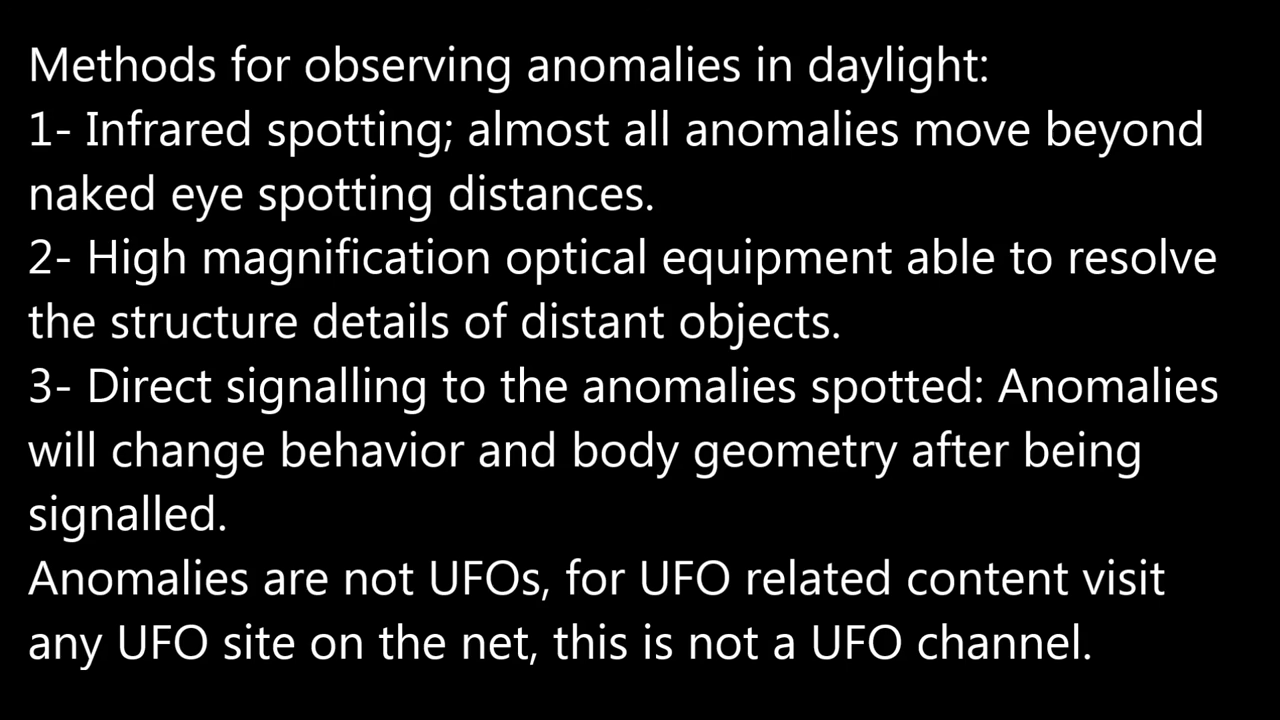 Methods for observing anomalies in daylight:
1- Infrared spotting; almost all anomalies move beyond
naked eye spotting distances.
2- High magnification optical equipment able to resolve
the structure details of distant objects.
3- Direct signalling to the anomalies spotted: Anomalies
will change behavior and body geometry after being
signalled.
Anomalies are not UFOs, for UFO related content visit
any UFO site on the net, this is not a UFO channel.